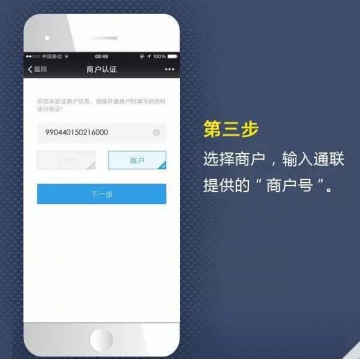 中国移动
09:49
100%
返回
商户认证
您还未验证商户信息，请提开通商户时填写的资料
进行验证！
990440150216000
商户
下一步
第三步
选择商户，输入通联
提供的“商户号”。